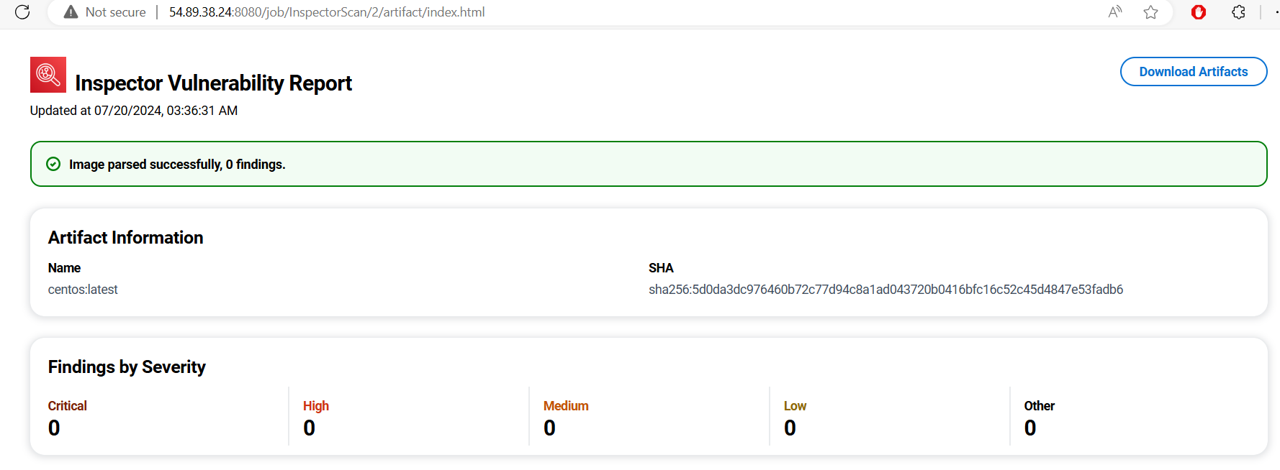 Not secure | 54.89.38.24:8080/job/InspectorScan/2/artifact/index.html
Inspector Vulnerability Report
Download Artifacts
Updated at 07/20/2024, 03:36:31 AM
Image parsed successfully, 0 findings.
Artifact Information
Name SHA
centos:latest sha256:5d0da3dc976460b72c77d94c8a1ad043720b0416bfc16c52c45d4847e53fadb6
Findings by Severity
Critical High Medium Low Other
0 0 0 0 0